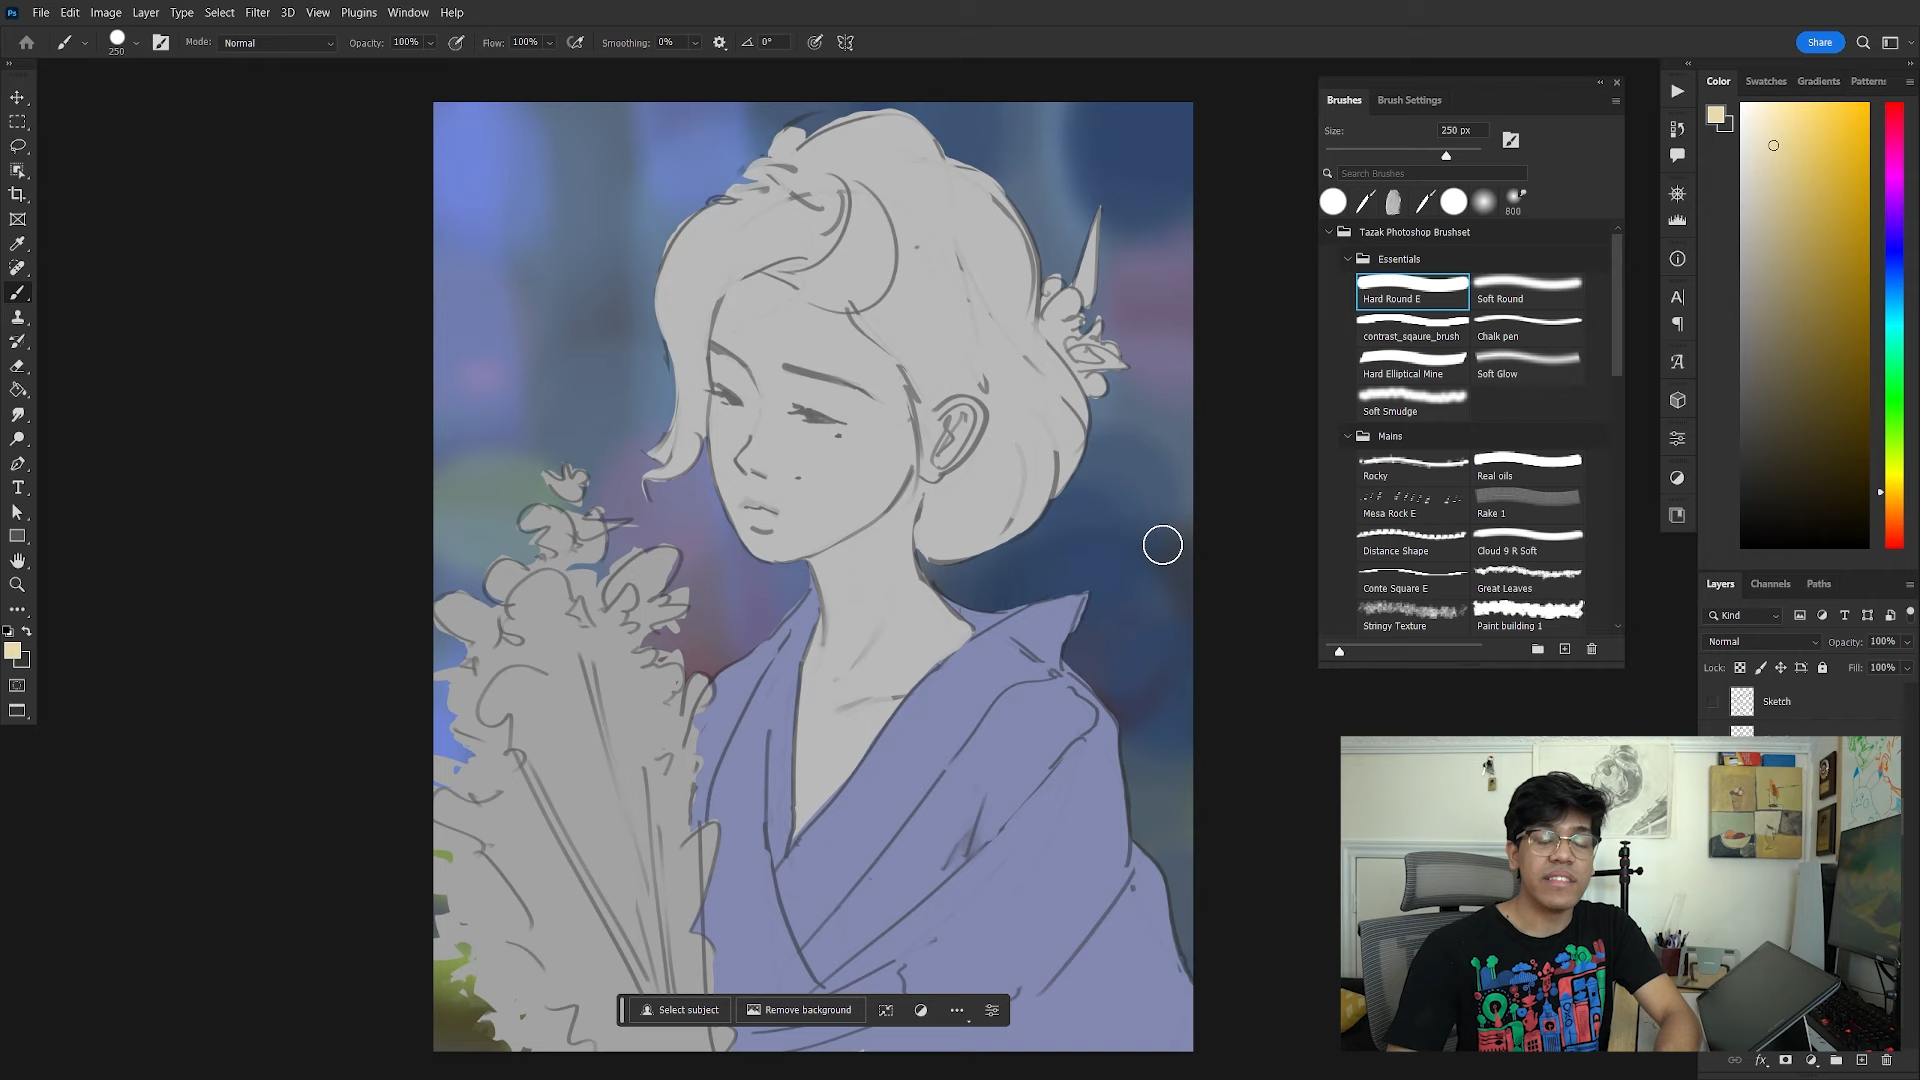 Ps File Edit Image Layer Type Select Filter 3D View Plugins Window Help
250 Mode: Normal Opacity: 100% Flow: 100% Smoothing: 0% 0° Share
Brushes Brush Settings
Size: 250 px
Search Brushes
800
Tazak Photoshop Brushset
Essentials
Hard Round E Soft Round
contrast_sqaure_brush Chalk pen
Hard Elliptical Mine Soft Glow
Soft Smudge
Mains
Rocky Real oils
Mesa Rock E Rake 1
Distance Shape Cloud 9 R Soft
Conte Square E Great Leaves
Stringy Texture Paint building 1
Color Swatches Gradients Patterns
Layers Channels Paths
Kind
Normal Opacity: 100%
Lock: Fill: 100%
Sketch
Select subject Remove background
fx